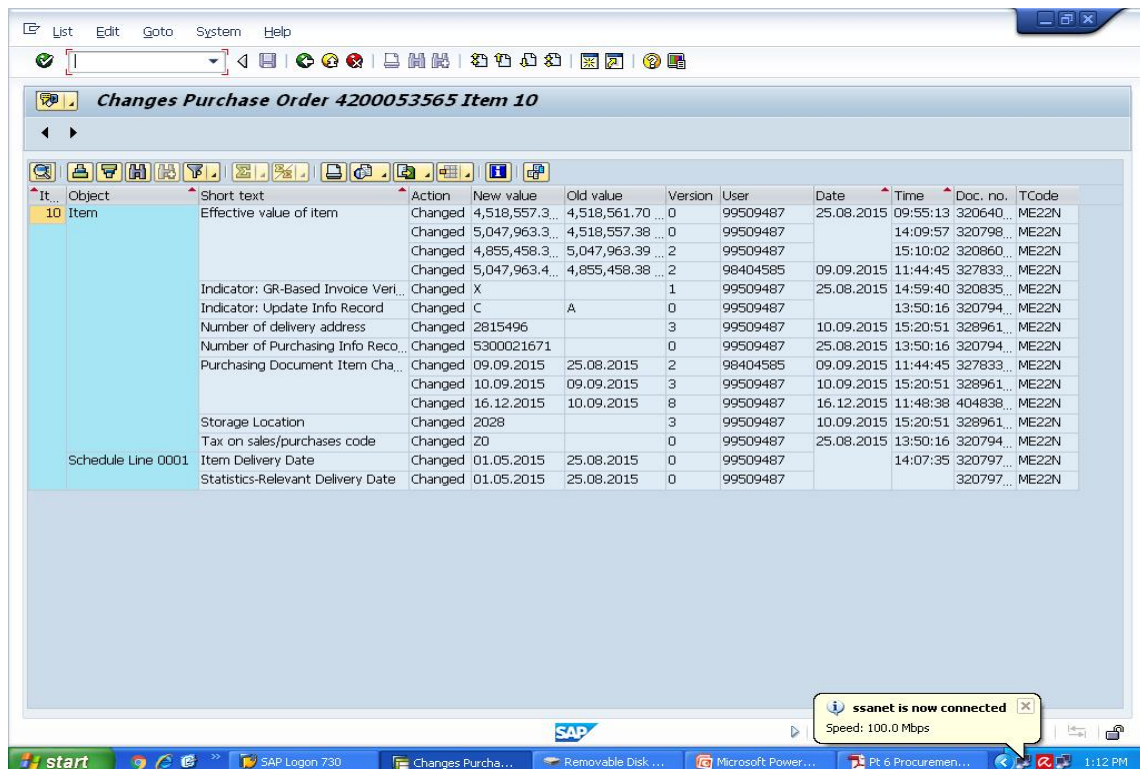 List Edit Goto System Help
Changes Purchase Order 4200053565 Item 10
It... Object Short text Action New value Old value Version User Date Time Doc. no. TCode
10 Item Effective value of item Changed 4,518,557.3... 4,518,561.70 ... 0 99509487 25.08.2015 09:55:13 320640... ME22N
Changed 5,047,963.3... 4,518,557.38 ... 0 99509487 14:09:57 320798... ME22N
Changed 4,855,458.3... 5,047,963.39 ... 2 99509487 15:10:02 320860... ME22N
Changed 5,047,963.4... 4,855,458.38 ... 2 98404585 09.09.2015 11:44:45 327833... ME22N
Indicator: GR-Based Invoice Veri... Changed X 1 99509487 25.08.2015 14:59:40 320835... ME22N
Indicator: Update Info Record Changed C A 0 99509487 13:50:16 320794... ME22N
Number of delivery address Changed 2815496 3 99509487 10.09.2015 15:20:51 328961... ME22N
Number of Purchasing Info Reco... Changed 5300021671 0 99509487 25.08.2015 13:50:16 320794... ME22N
Purchasing Document Item Cha... Changed 09.09.2015 25.08.2015 2 98404585 09.09.2015 11:44:45 327833... ME22N
Changed 10.09.2015 09.09.2015 3 99509487 10.09.2015 15:20:51 328961... ME22N
Changed 16.12.2015 10.09.2015 8 99509487 16.12.2015 11:48:38 404838... ME22N
Storage Location Changed 2028 3 99509487 10.09.2015 15:20:51 328961... ME22N
Tax on sales/purchases code Changed Z0 0 99509487 25.08.2015 13:50:16 320794... ME22N
Schedule Line 0001 Item Delivery Date Changed 01.05.2015 25.08.2015 0 99509487 14:07:35 320797... ME22N
Statistics-Relevant Delivery Date Changed 01.05.2015 25.08.2015 0 99509487 320797... ME22N
ssanet is now connected
Speed: 100.0 Mbps
SAP
start SAP Logon 730 Changes Purcha... Removable Disk ... Microsoft Power... Pt 6 Procuremen... 1:12 PM